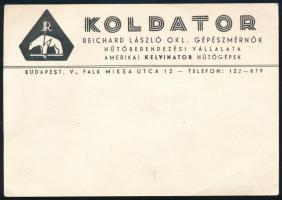 R
KOLDATOR
REICHARD LÁSZLÓ OKL. GÉPÉSZMÉRNÖK
HŰTŐBERENDEZÉSI VÁLLALATA
AMERIKAI KELVINATOR HŰTŐGÉPEK
BUDAPEST, V., FALK MIKSA UTCA 12 — TELEFON: 122—879